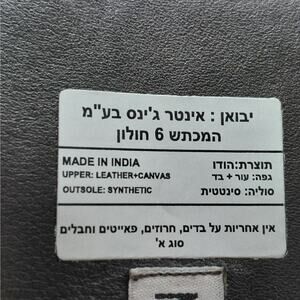 יבואן : אינטר ג'ינס בע"מ
המכתש 6 חולון
MADE IN INDIA תוצרת:הודו
UPPER: LEATHER+CANVAS גפה: עור + בד
OUTSOLE: SYNTHETIC סוליה: סינטטית
אין אחריות על בדים, חרוזים, פאייטים וחבלים
סוג א'